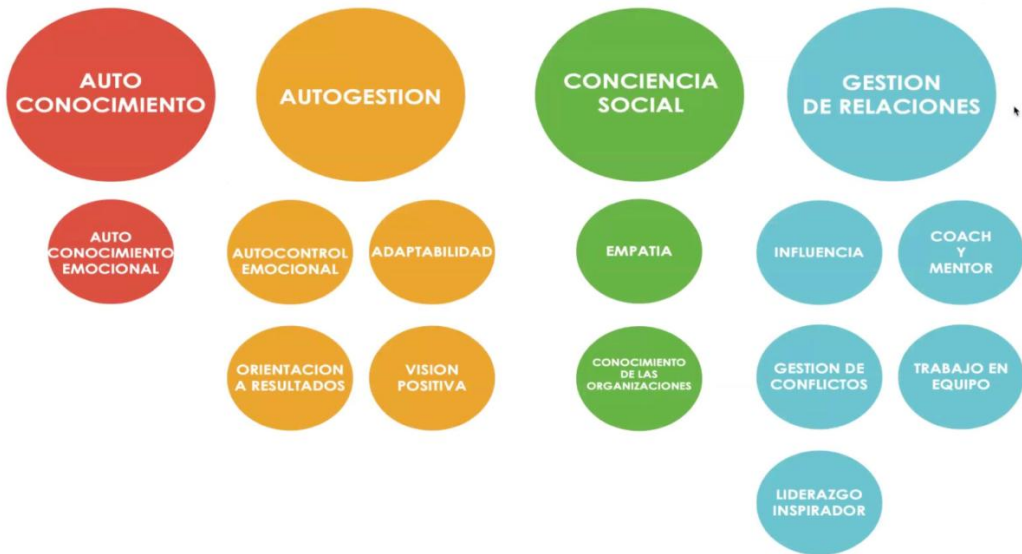 AUTO
CONOCIMIENTO
AUTOGESTION
CONCIENCIA
SOCIAL
GESTION
DE RELACIONES
AUTO
CONOCIMIENTO
EMOCIONAL
AUTOCONTROL
EMOCIONAL
ADAPTABILIDAD
EMPATIA
INFLUENCIA
COACH
Y
MENTOR
ORIENTACION
A RESULTADOS
VISION
POSITIVA
CONOCIMIENTO
DE LAS
ORGANIZACIONES
GESTION DE
CONFLICTOS
TRABAJO EN
EQUIPO
LIDERAZGO
INSPIRADOR